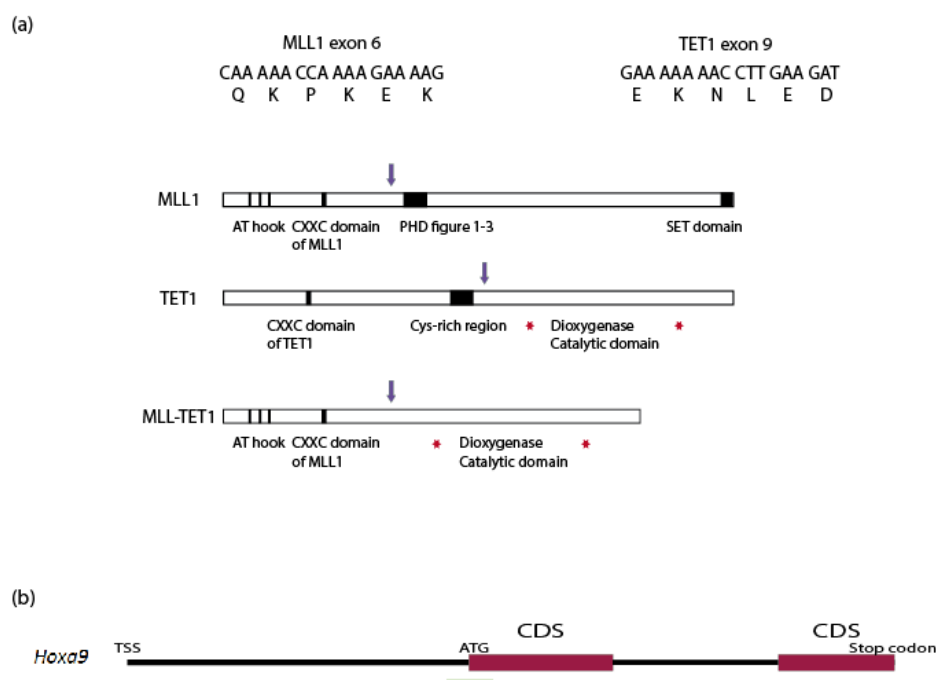 (a)
MLL1 exon 6
TET1 exon 9
CAA AAA CCA AAA GAA AAG
GAA AAA AAC CTT GAA GAT
Q K P K E K
E K N L E D
MLL1
AT hook CXXC domain of MLL1 PHD figure 1-3 SET domain
TET1
CXXC domain of TET1 Cys-rich region * Dioxygenase Catalytic domain *
MLL-TET1
AT hook CXXC domain of MLL1 * Dioxygenase Catalytic domain *
(b)
CDS CDS
TSS ATG Stop codon
Hoxa9